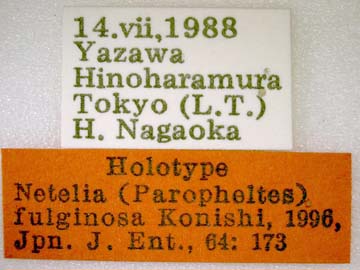 14.vii,1988
Yazawa
Hinoharamura
Tokyo (L.T.)
H. Nagaoka
Holotype
Netelia (Paropheltes)
fulginosa Konishi, 1996,
Jpn. J. Ent., 64: 173